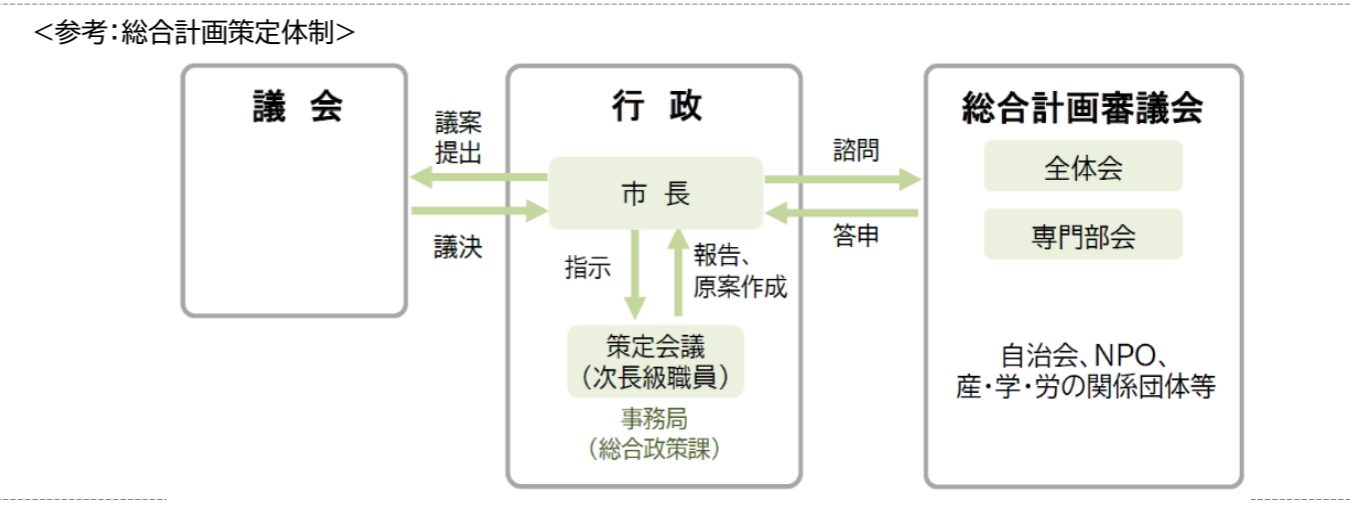 ＜参考：総合計画策定体制＞
議 会
議案
提出
議決
行 政
市 長
指示
報告、
原案作成
策定会議
（次長級職員）
事務局
（総合政策課）
諮問
答申
総合計画審議会
全体会
専門部会
自治会、NPO、
産・学・労の関係団体等